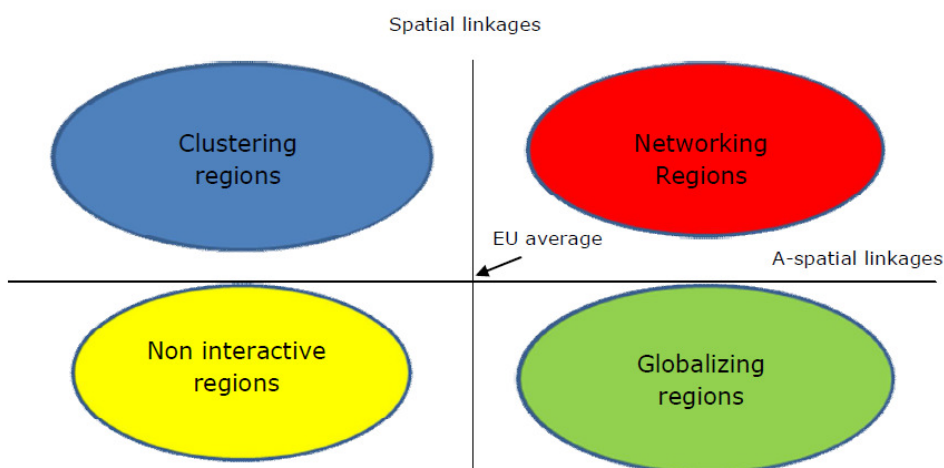 Spatial linkages
Clustering
regions
Networking
Regions
EU average
A-spatial linkages
Non interactive
regions
Globalizing
regions